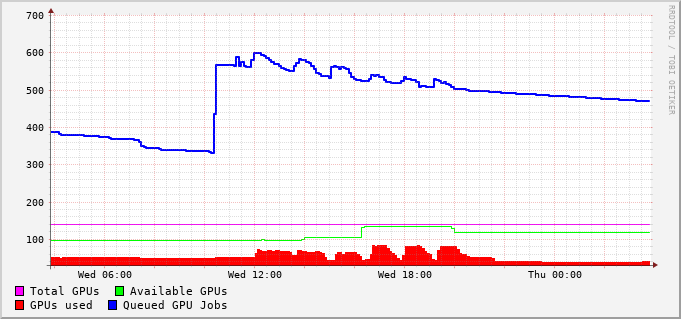 700
600
500
400
300
200
100
Wed 06:00 Wed 12:00 Wed 18:00 Thu 00:00
Total GPUs Available GPUs
GPUs used Queued GPU Jobs
RRDTOOL / TOBI OETIKER